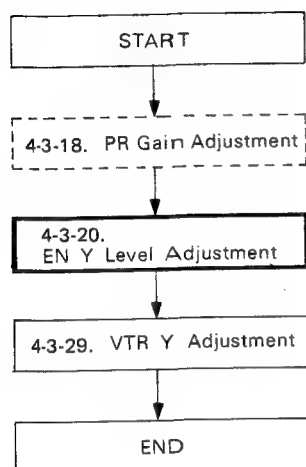 START
4-3-18. PR Gain Adjustment
4-3-20.
EN Y Level Adjustment
4-3-29. VTR Y Adjustment
END